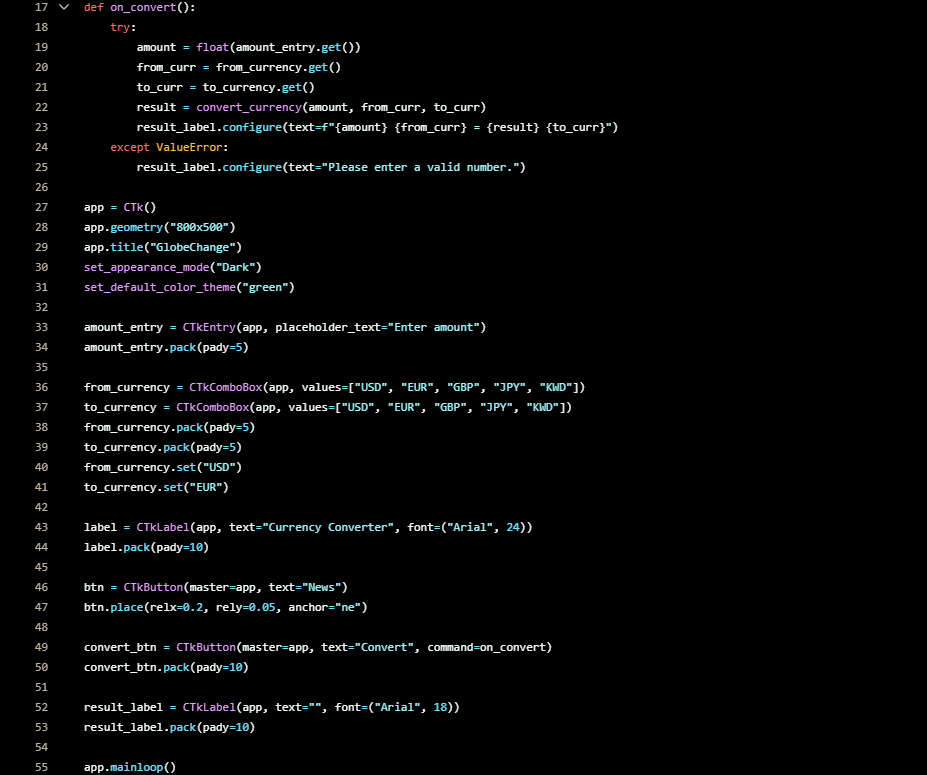 17 def on_convert():
18     try:
19         amount = float(amount_entry.get())
20         from_curr = from_currency.get()
21         to_curr = to_currency.get()
22         result = convert_currency(amount, from_curr, to_curr)
23         result_label.configure(text=f"{amount} {from_curr} = {result} {to_curr}")
24     except ValueError:
25         result_label.configure(text="Please enter a valid number.")
26
27 app = CTk()
28 app.geometry("800x500")
29 app.title("GlobeChange")
30 set_appearance_mode("Dark")
31 set_default_color_theme("green")
32
33 amount_entry = CTkEntry(app, placeholder_text="Enter amount")
34 amount_entry.pack(pady=5)
35
36 from_currency = CTkComboBox(app, values=["USD", "EUR", "GBP", "JPY", "KWD"])
37 to_currency = CTkComboBox(app, values=["USD", "EUR", "GBP", "JPY", "KWD"])
38 from_currency.pack(pady=5)
39 to_currency.pack(pady=5)
40 from_currency.set("USD")
41 to_currency.set("EUR")
42
43 label = CTkLabel(app, text="Currency Converter", font=("Arial", 24))
44 label.pack(pady=10)
45
46 btn = CTkButton(master=app, text="News")
47 btn.place(relx=0.2, rely=0.05, anchor="ne")
48
49 convert_btn = CTkButton(master=app, text="Convert", command=on_convert)
50 convert_btn.pack(pady=10)
51
52 result_label = CTkLabel(app, text="", font=("Arial", 18))
53 result_label.pack(pady=10)
54
55 app.mainloop()